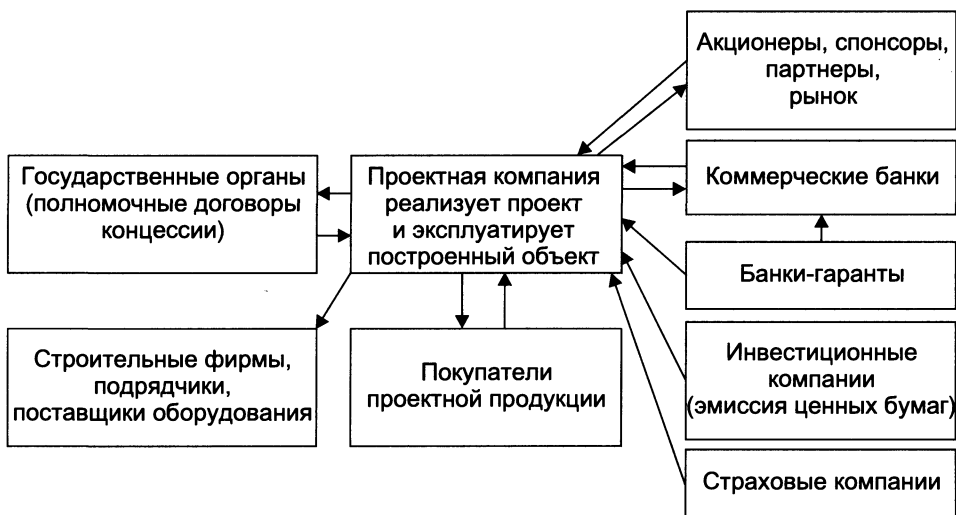 Акционеры, спонсоры,
партнеры,
рынок
Государственные органы
(полномочные договоры
концессии)
Проектная компания
реализует проект
и эксплуатирует
построенный объект
Коммерческие банки
Банки-гаранты
Строительные фирмы,
подрядчики,
поставщики оборудования
Покупатели
проектной продукции
Инвестиционные
компании
(эмиссия ценных бумаг)
Страховые компании